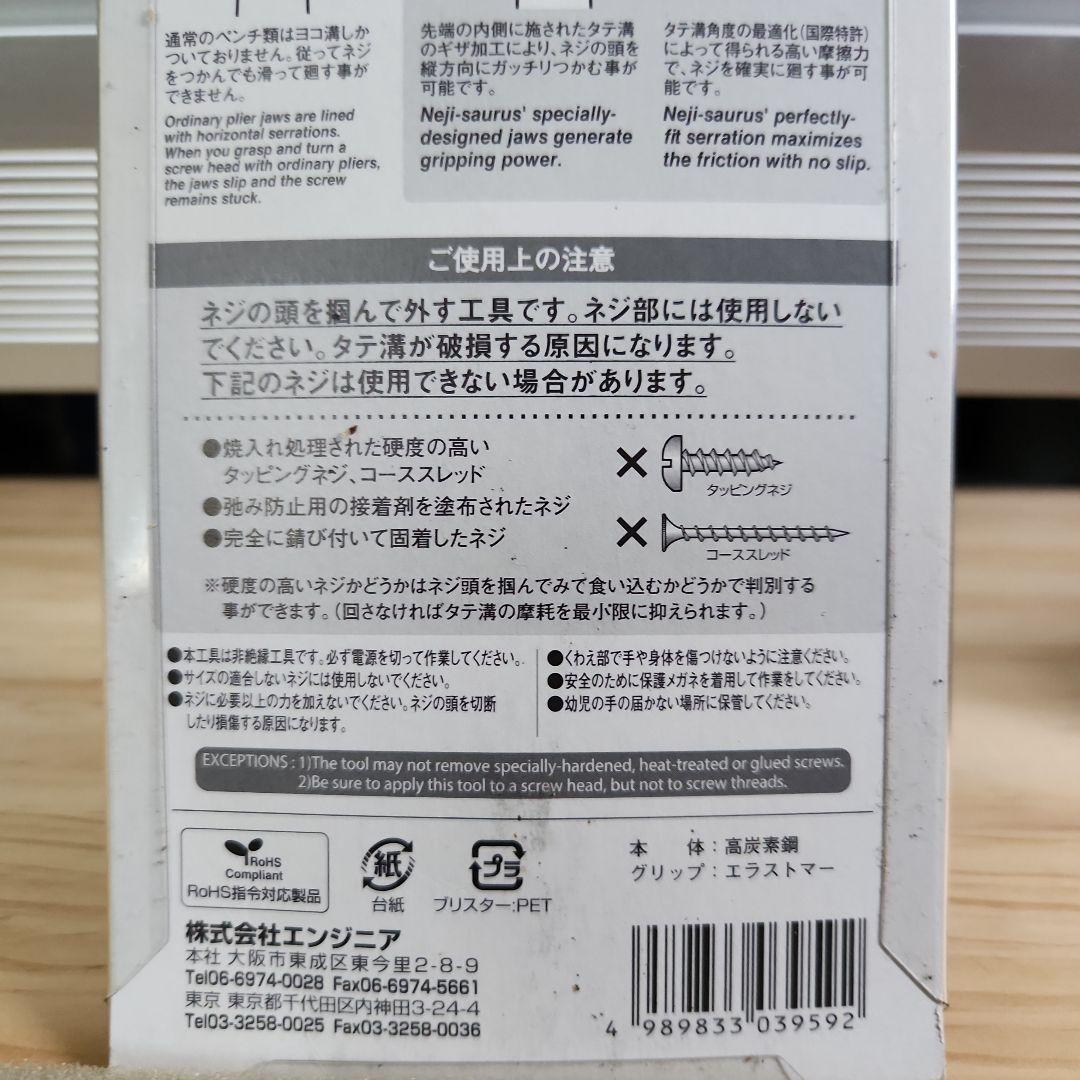 通常のペンチ類はヨコ溝しか
ついておりません。従ってネジ
をつかんでも滑って廻す事が
できません。
Ordinary plier jaws are lined
with horizontal serrations.
When you grasp and turn a
screw head with ordinary pliers,
the jaws slip and the screw
remains stuck.
先端の内側に施されたタテ溝
のギザ加工により、ネジの頭を
縦方向にガッチリつかむ事が
可能です。
Neji-saurus' specially-
designed jaws generate
gripping power.
タテ溝角度の最適化(国際特許)
によって得られる高い摩擦力
で、ネジを確実に廻す事が可
能です。
Neji-saurus' perfectly-
fit serration maximizes
the friction with no slip.
ご使用上の注意
ネジの頭を掴んで外す工具です。ネジ部には使用しない
でください。タテ溝が破損する原因になります。
下記のネジは使用できない場合があります。
●焼入れ処理された硬度の高い
タッピングネジ、コーススレッド
●弛み防止用の接着剤を塗布されたネジ
●完全に錆び付いて固着したネジ
タッピングネジ
コーススレッド
※硬度の高いネジかどうかはネジ頭を掴んでみて食い込むかどうかで判別する
事ができます。(回さなければタテ溝の摩耗を最小限に抑えられます。)
●本工具は非絶縁工具です。必ず電源を切って作業してください。
●サイズの適合しないネジには使用しないでください。
●ネジに必要以上の力を加えないでください。ネジの頭を切断
したり損傷する原因になります。
●くわえ部で手や身体を傷つけないように注意ください。
●安全のために保護メガネを着用して作業をしてください。
●幼児の手の届かない場所に保管してください。
EXCEPTIONS : 1)The tool may not remove specially-hardened, heat-treated or glued screws.
2)Be sure to apply this tool to a screw head, but not to screw threads.
RoHS
Compliant
RoHS指令対応製品
紙
台紙
プラ
ブリスター:PET
本 体：高炭素鋼
グリップ：エラストマー
株式会社エンジニア
本社 大阪市東成区東今里2-8-9
Tel06-6974-0028 Fax06-6974-5661
東京 東京都千代田区内神田3-24-4
Tel03-3258-0025 Fax03-3258-0036
4 989833 039592